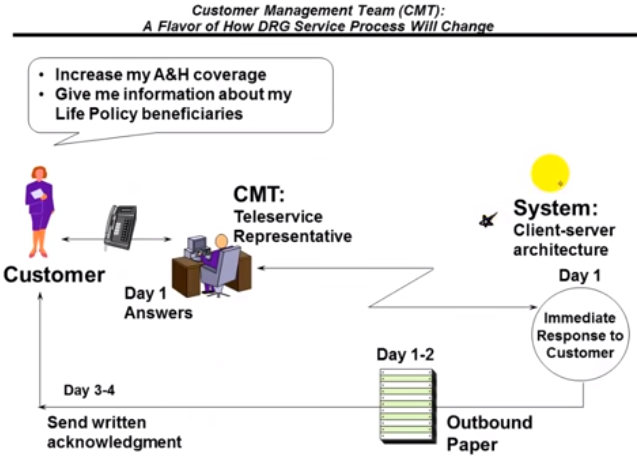 Customer Management Team (CMT):
A Flavor of How DRG Service Process Will Change
• Increase my A&H coverage
• Give me information about my
Life Policy beneficiaries
CMT:
Teleservice
Representative
System:
Client-server
architecture
Customer
Day 1
Answers
Day 1
Immediate
Response to
Customer
Day 1-2
Day 3-4
Send written
acknowledgment
Outbound
Paper